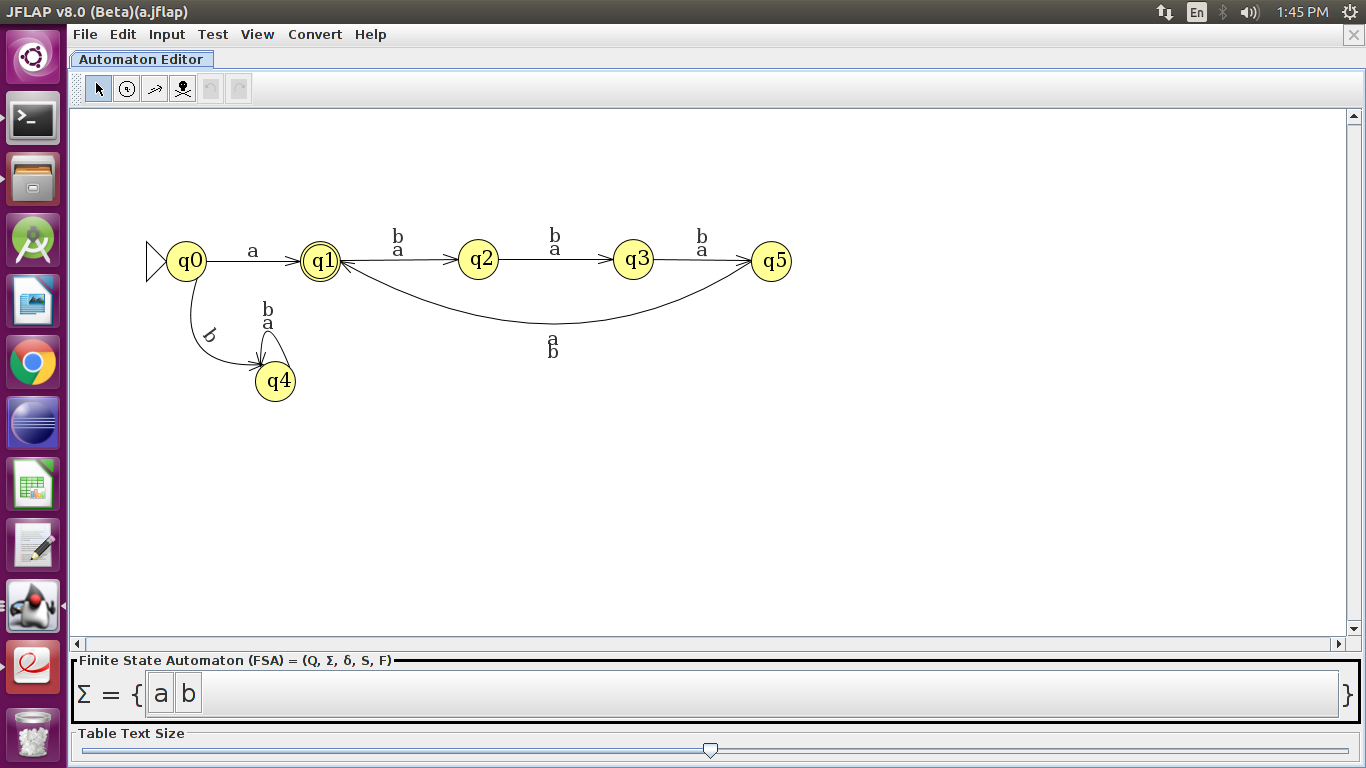 JFLAP v8.0 (Beta)(a.jflap)
En
1:45 PM
File Edit Input Test View Convert Help
Automaton Editor
b
a
b
a
b
a
a
q0
q1
q2
q3
q5
b
a
b
a
b
q4
Finite State Automaton (FSA) = (Q, Σ, δ, S, F)
Σ = { a b }
Table Text Size